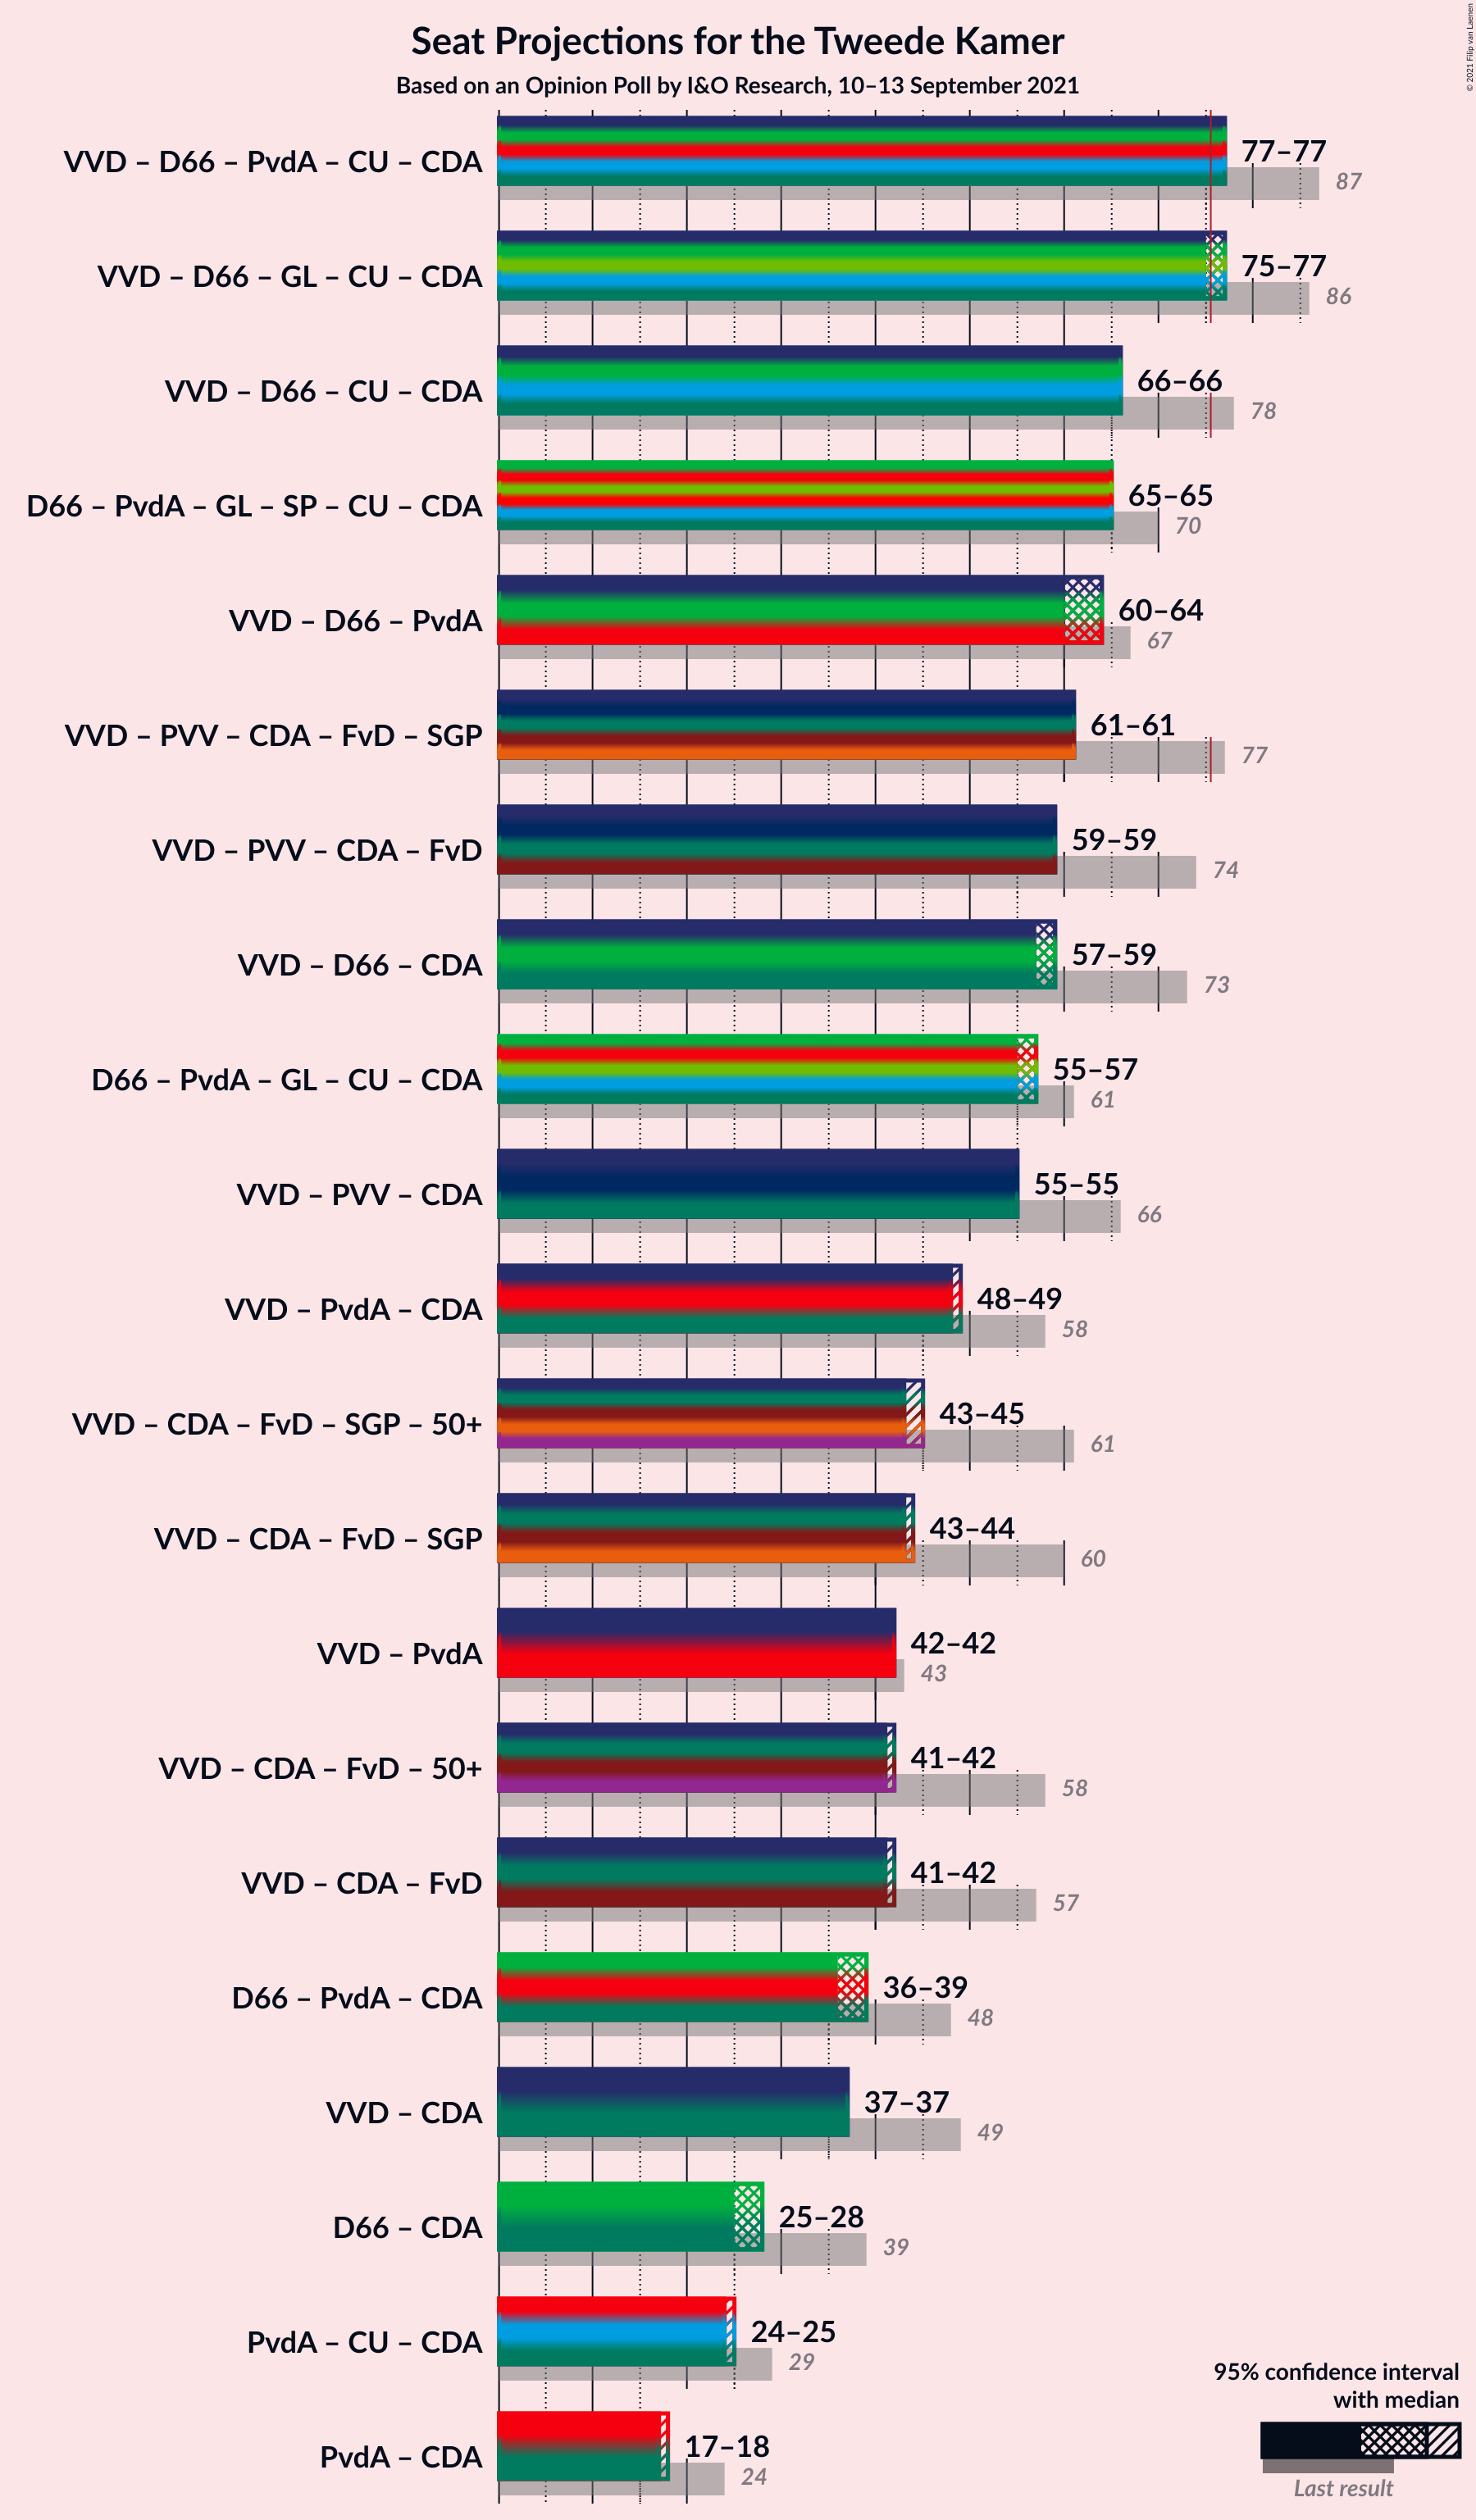 Seat Projections for the Tweede Kamer
Based on an Opinion Poll by I&O Research, 10–13 September 2021
© 2021 Filip van Laenen
VVD – D66 – PvdA – CU – CDA
77–77
87
VVD – D66 – GL – CU – CDA
75–77
86
VVD – D66 – CU – CDA
66–66
78
D66 – PvdA – GL – SP – CU – CDA
65–65
70
VVD – D66 – PvdA
60–64
67
VVD – PVV – CDA – FvD – SGP
61–61
77
VVD – PVV – CDA – FvD
59–59
74
VVD – D66 – CDA
57–59
73
D66 – PvdA – GL – CU – CDA
55–57
61
VVD – PVV – CDA
55–55
66
VVD – PvdA – CDA
48–49
58
VVD – CDA – FvD – SGP – 50+
43–45
61
VVD – CDA – FvD – SGP
43–44
60
VVD – PvdA
42–42
43
VVD – CDA – FvD – 50+
41–42
58
VVD – CDA – FvD
41–42
57
D66 – PvdA – CDA
36–39
48
VVD – CDA
37–37
49
D66 – CDA
25–28
39
PvdA – CU – CDA
24–25
29
PvdA – CDA
17–18
24
95% confidence interval
with median
Last result